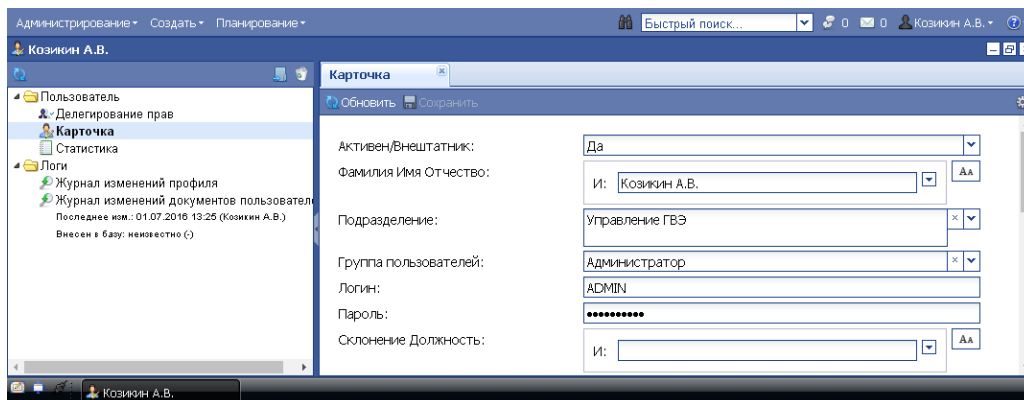 Администрирование Создать Планирование Быстрый поиск... 0 0 Козикин А.В.
Козикин А.В.
Карточка
Обновить Сохранить
Пользователь
Делегирование прав
Карточка
Статистика
Логи
Журнал изменений профиля
Журнал изменений документов пользовател
Последнее изм.: 01.07.2016 13:25 (Козикин А.В.)
Внесен в базу: неизвестно (-)
Активен/Внештатник: Да
Фамилия Имя Отчество: И: Козикин А.В. АА
Подразделение: Управление ГВЭ
Группа пользователей: Администратор
Логин: ADMIN
Пароль: ••••••••••
Склонение Должность: И: АА
Козикин А.В.